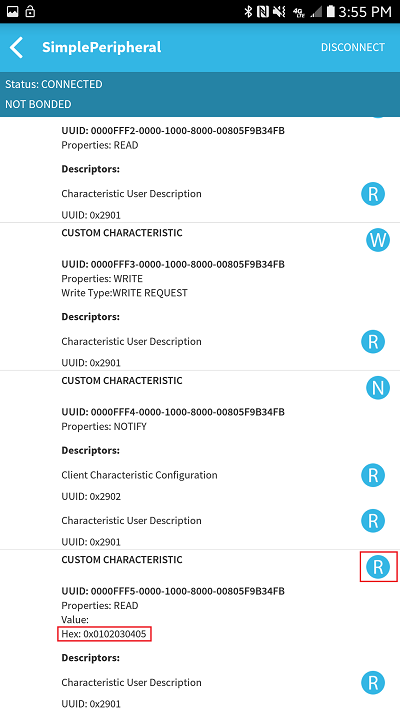 4G LTE 3:55 PM
SimplePeripheral DISCONNECT
Status: CONNECTED
NOT BONDED
UUID: 0000FFF2-0000-1000-8000-00805F9B34FB
Properties: READ
Descriptors:
Characteristic User Description R
UUID: 0x2901
CUSTOM CHARACTERISTIC W
UUID: 0000FFF3-0000-1000-8000-00805F9B34FB
Properties: WRITE
Write Type:WRITE REQUEST
Descriptors:
Characteristic User Description R
UUID: 0x2901
CUSTOM CHARACTERISTIC N
UUID: 0000FFF4-0000-1000-8000-00805F9B34FB
Properties: NOTIFY
Descriptors:
Client Characteristic Configuration R
UUID: 0x2902
Characteristic User Description R
UUID: 0x2901
CUSTOM CHARACTERISTIC R
UUID: 0000FFF5-0000-1000-8000-00805F9B34FB
Properties: READ
Value:
Hex: 0x0102030405
Descriptors:
Characteristic User Description R
UUID: 0x2901